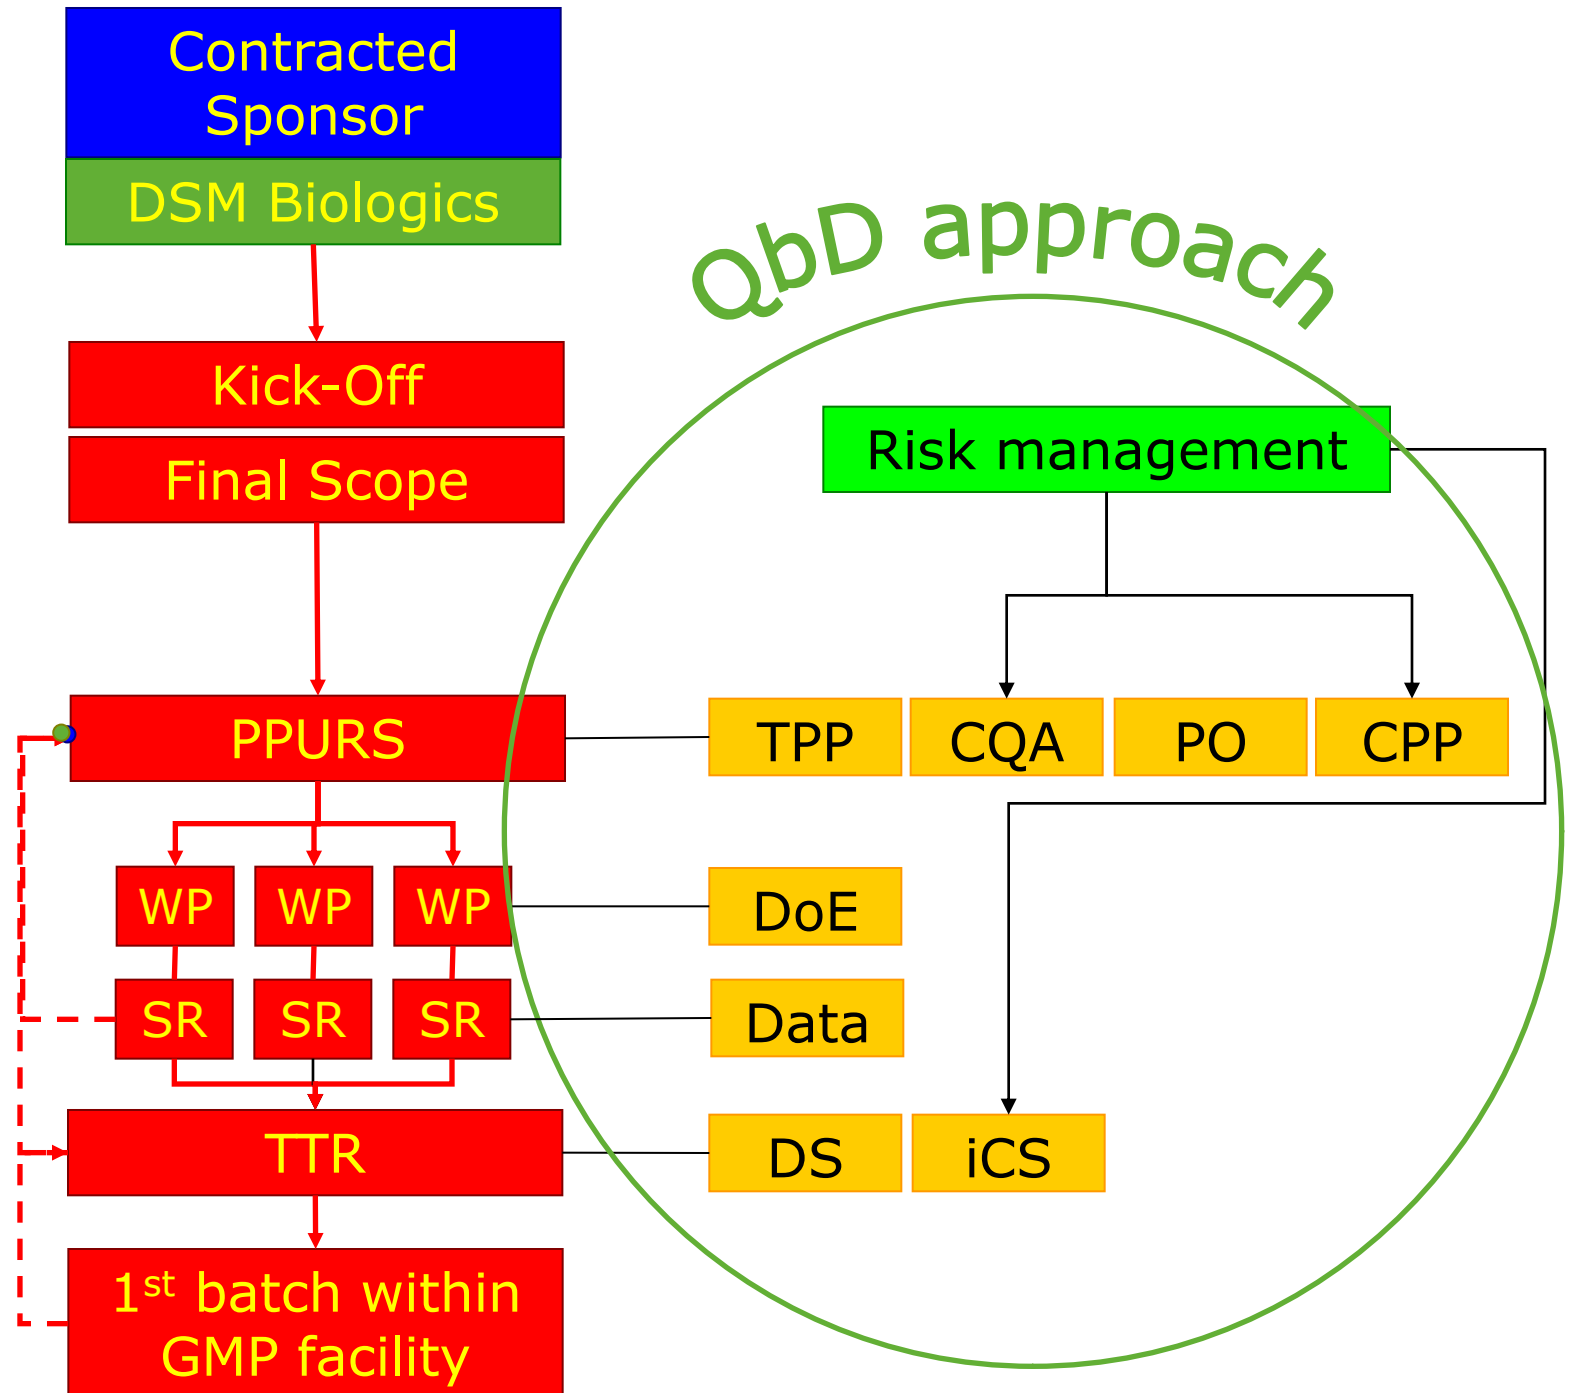 Contracted
Sponsor
DSM Biologics
QbD approach
Kick-Off
Risk management
Final Scope
PPURS
TPP
CQA
PO
CPP
WP
WP
WP
DoE
SR
SR
SR
Data
TTR
DS
iCS
1st batch within
GMP facility